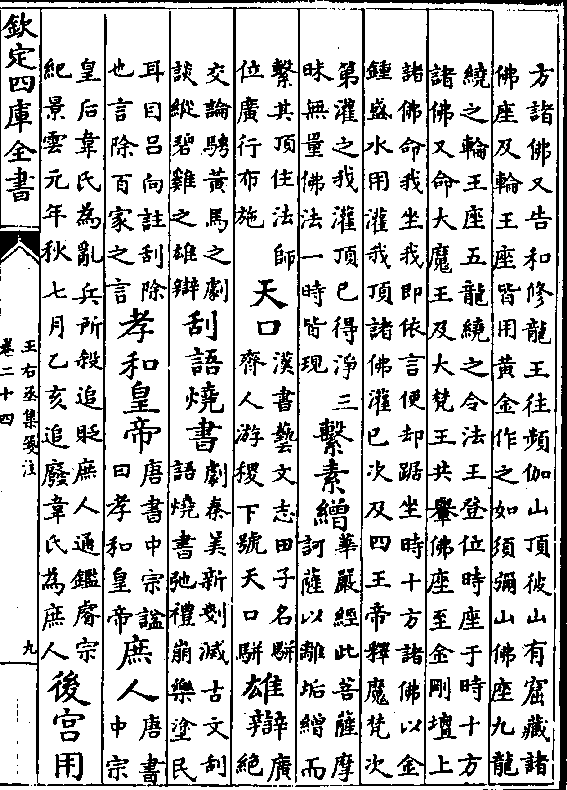 方諸佛又告和修龍王往頻伽山頂彼山有窟藏諸
佛座及輪王座皆用黃金作之如須彌山佛座九龍
繞之輪王座五龍繞之令法王登位時座于時十方
諸佛又命大魔王及大梵王共轝佛座至金剛壇上
諸佛命我坐我即依言便却踞坐時十方諸佛以金
鍾盛水用灌我頂諸佛灌已次及四王帝釋魔梵次
第灌之我灌頂已得淨三
昧無量佛法一時皆現
繫素繒
華嚴經此菩薩摩
訶薩以離垢繒而
繫其頂住法師
位廣行布施
天口
漢書藝文志田子名駢
齊人游稷下號天口駢
雄辯
廣
絕
交論騁黃馬之劇
談縱碧雞之雄辯
刮語燒書
劇秦美新剗滅古文刮
語燒書弛禮崩樂塗民
耳目呂向註刮除
也言除百家之言
孝和皇帝
唐書中宗諡
曰孝和皇帝
庶人
唐書
中宗
皇后韋氏為亂兵所殺追貶庶人通鑑睿宗
紀景雲元年秋七月乙亥追廢韋氏為庶人
後宮用
欽定四庫全書
王右丞集箋注
卷二十四
九